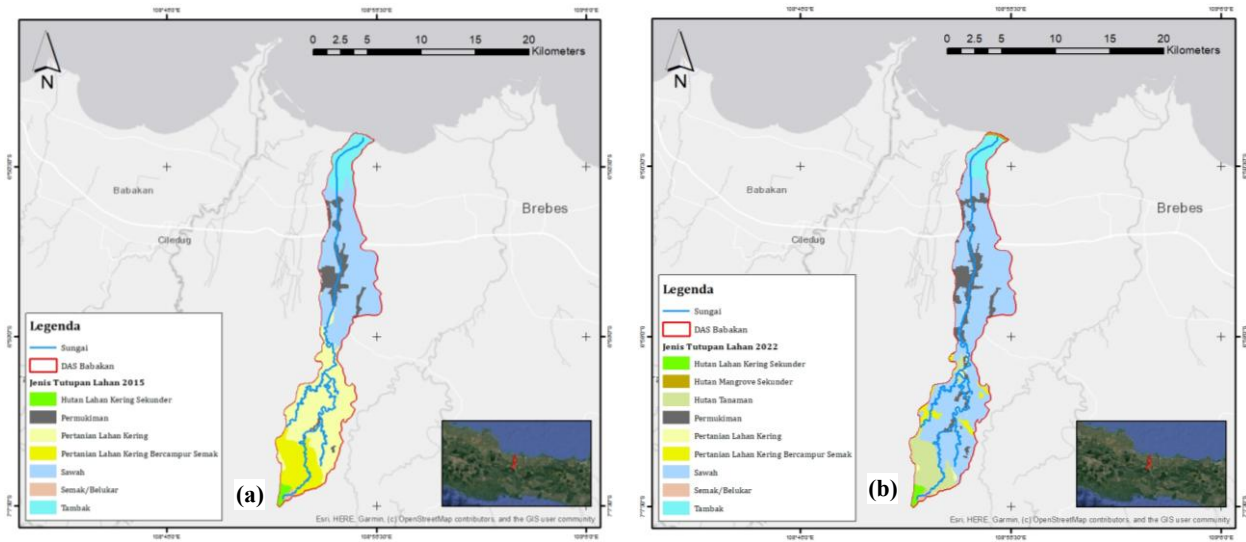 N
0 2.5 5 10 15 20
Kilometers
Babakan
Ciledug
Brebes
Legenda
Sungai
DAS Babakan
Jenis Tutupan Lahan 2015
Hutan Lahan Kering Sekunder
Permukiman
Pertanian Lahan Kering
Pertanian Lahan Kering Bercampur Semak
Sawah
Semak/Belukar
Tambak
(a)
Esri, HERE, Garmin, (c) OpenStreetMap contributors, and the GIS user community
N
0 2.5 5 10 15 20
Kilometers
Babakan
Ciledug
Brebes
Legenda
Sungai
DAS Babakan
Jenis Tutupan Lahan 2022
Hutan Lahan Kering Sekunder
Hutan Mangrove Sekunder
Hutan Tanaman
Permukiman
Pertanian Lahan Kering
Pertanian Lahan Kering Bercampur Semak
Sawah
Semak/Belukar
Tambak
(b)
Esri, HERE, Garmin, (c) OpenStreetMap contributors, and the GIS user community